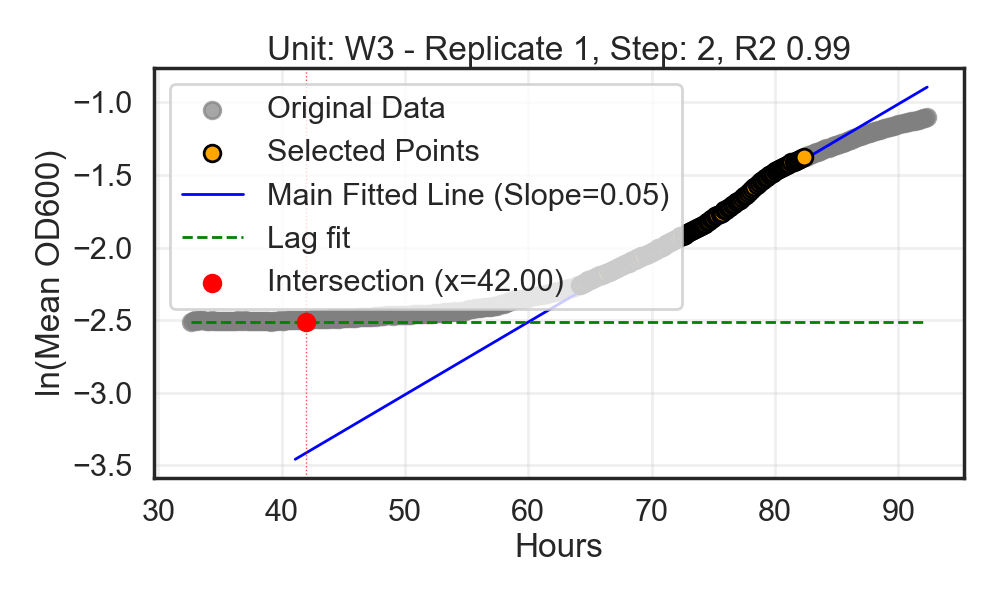 Unit: W3 - Replicate 1, Step: 2, R2 0.99
ln(Mean OD600)
−1.0
−1.5
−2.0
−2.5
−3.0
−3.5
Original Data
Selected Points
Main Fitted Line (Slope=0.05)
Lag fit
Intersection (x=42.00)
30 40 50 60 70 80 90
Hours